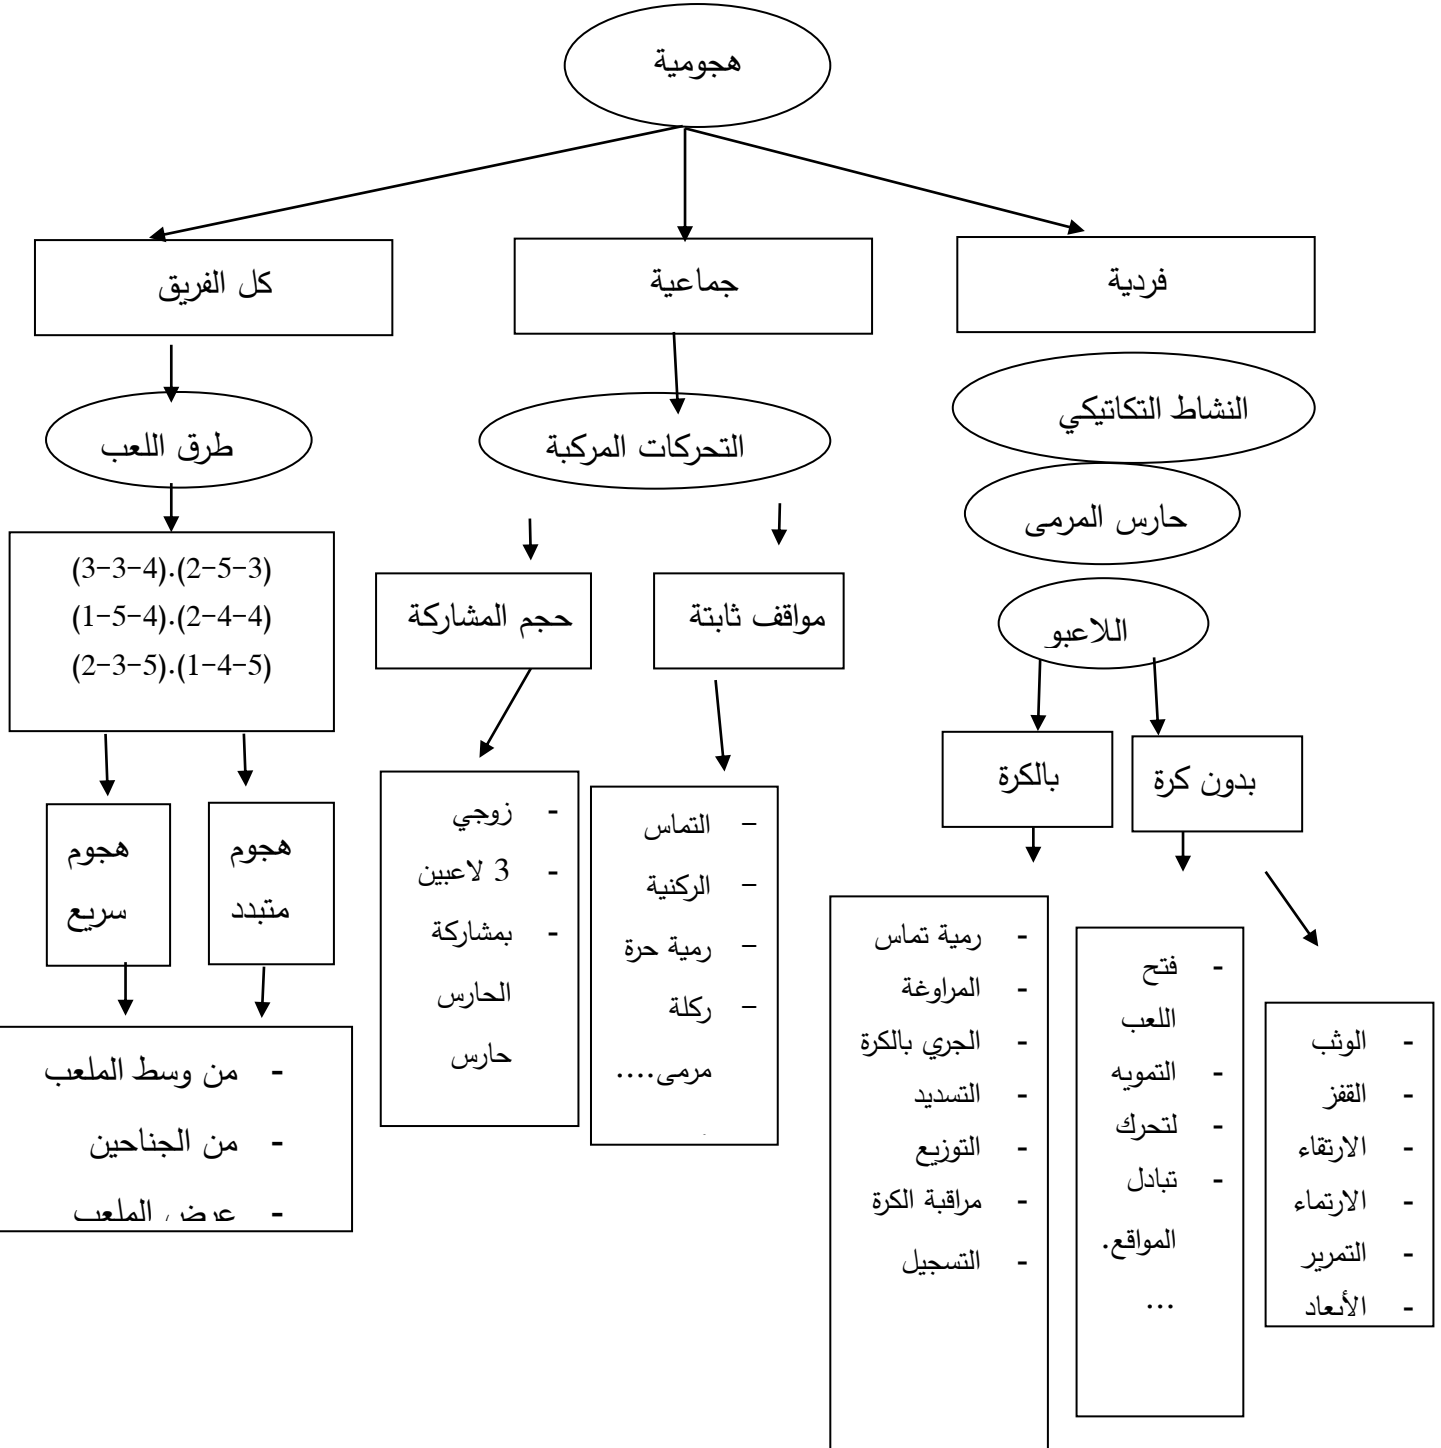 هجومية
فردية
جماعية
كل الفريق
النشاط التكاتيكي
التحركات المركبة
طرق اللعب
حارس المرمى
(3-3-4).(2-5-3)
(1-5-4).(2-4-4)
(2-3-5).(1-4-5)
مواقف ثابتة
حجم المشاركة
اللاعبو
بدون كرة
بالكرة
هجوم
متبدد
هجوم
سريع
- الوثب
- القفز
- الارتقاء
- الارتماء
- التمرير
- الأبعاد
- فتح
اللعب
- التمويه
- لتحرك
- تبادل
المواقع.
...
- رمية تماس
- المراوغة
- الجري بالكرة
- التسديد
- التوزيع
- مراقبة الكرة
- التسجيل
- التماس
- الركنية
- رمية حرة
- ركلة
مرمى....
- زوجي
- 3 لاعبين
- بمشاركة
الحارس
حارس
- من وسط الملعب
- من الجناحين
- عرض الملعب